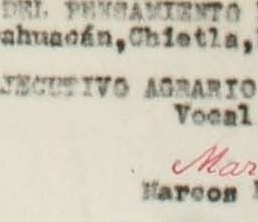 DEL PENSAMIENTO
ahuacán,Chietla,
JECUTIVO AGRARIO
Vocal
Mar
Marcos